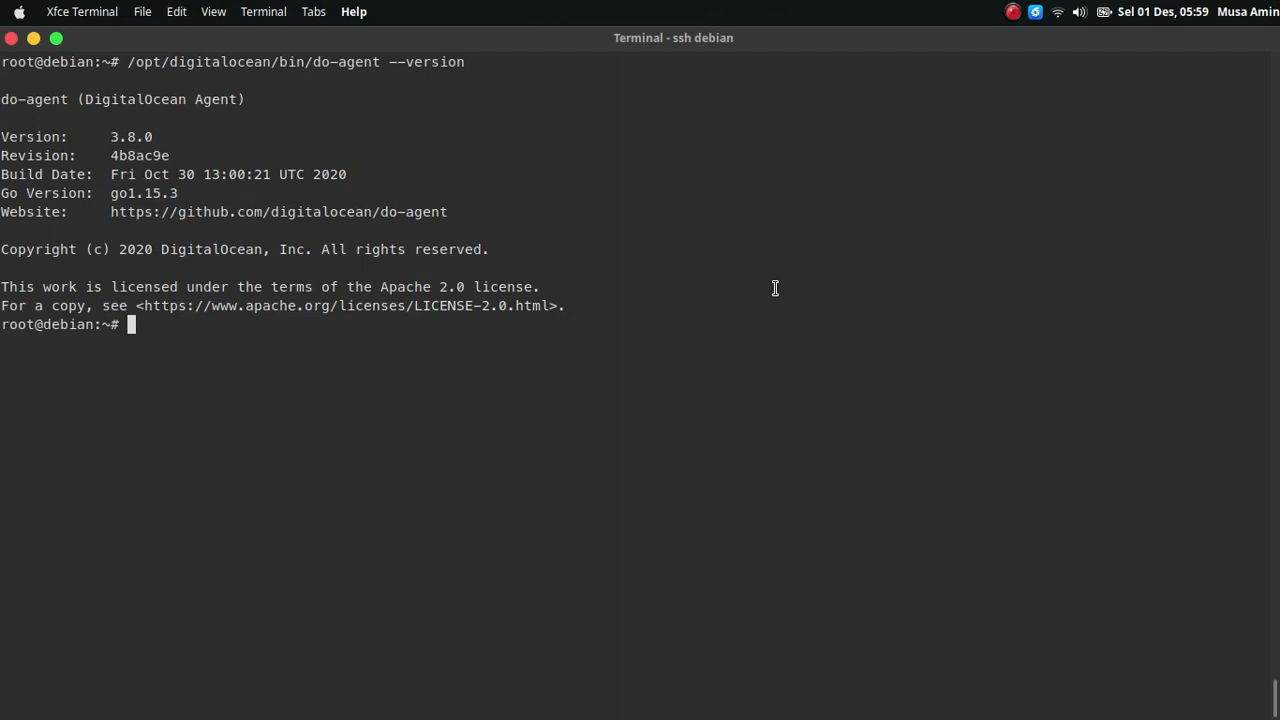 Xfce Terminal File Edit View Terminal Tabs Help Sel 01 Des, 05:59 Musa Amin
Terminal - ssh debian
root@debian:~# /opt/digitalocean/bin/do-agent --version
do-agent (DigitalOcean Agent)
Version: 3.8.0
Revision: 4b8ac9e
Build Date: Fri Oct 30 13:00:21 UTC 2020
Go Version: go1.15.3
Website: https://github.com/digitalocean/do-agent
Copyright (c) 2020 DigitalOcean, Inc. All rights reserved.
This work is licensed under the terms of the Apache 2.0 license.
For a copy, see <https://www.apache.org/licenses/LICENSE-2.0.html>.
root@debian:~#